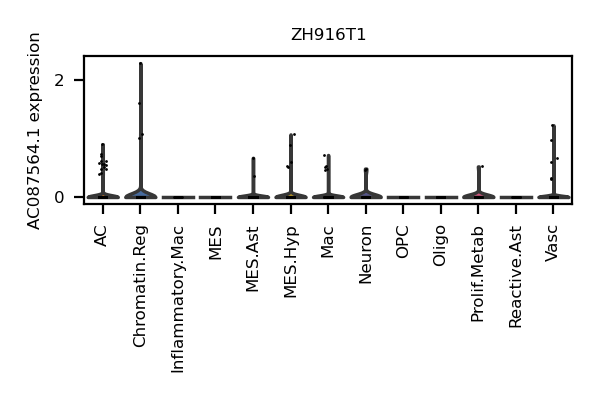 ZH916T1
AC087564.1 expression
2
0
AC
Chromatin.Reg
Inflammatory.Mac
MES
MES.Ast
MES.Hyp
Mac
Neuron
OPC
Oligo
Prolif.Metab
Reactive.Ast
Vasc